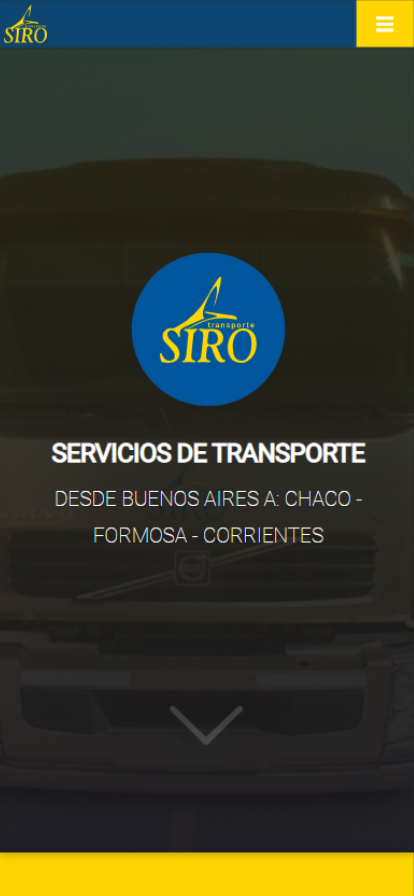 SIRO
transporte
SIRO
SERVICIOS DE TRANSPORTE
DESDE BUENOS AIRES A: CHACO -
FORMOSA - CORRIENTES